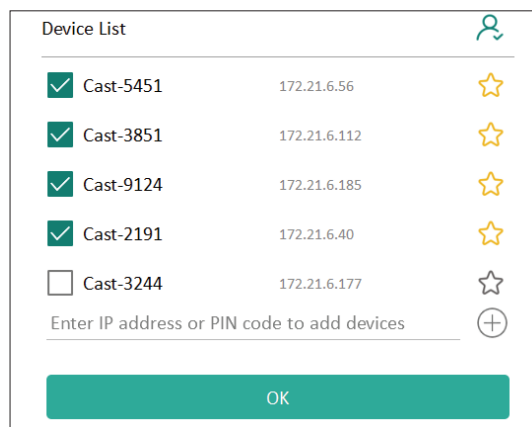 Device List
Cast-5451 172.21.6.56
Cast-3851 172.21.6.112
Cast-9124 172.21.6.185
Cast-2191 172.21.6.40
Cast-3244 172.21.6.177
Enter IP address or PIN code to add devices
OK